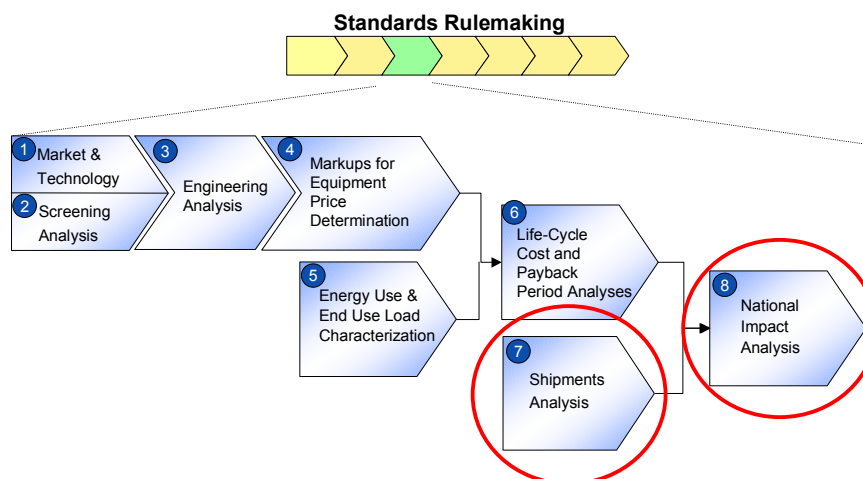 Standards Rulemaking
1
Market &
Technology
2
Screening
Analysis
3
Engineering
Analysis
4
Markups for
Equipment
Price
Determination
5
Energy Use &
End Use Load
Characterization
6
Life-Cycle
Cost and
Payback
Period Analyses
7
Shipments
Analysis
8
National
Impact
Analysis